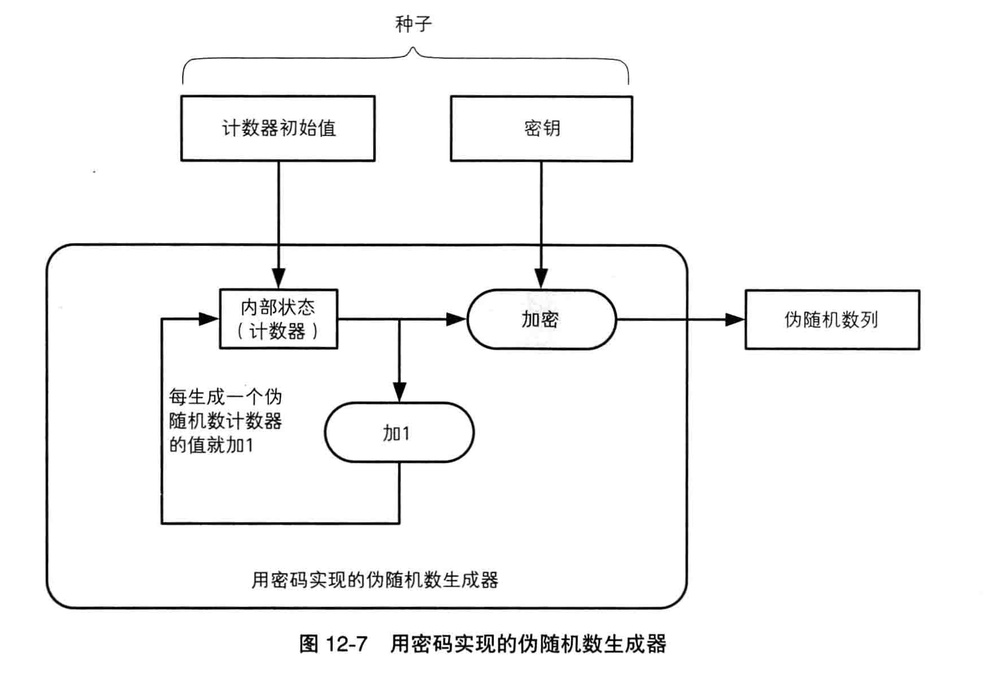 种子
计数器初始值
密钥
内部状态
（计数器）
加密
伪随机数列
每生成一个伪
随机数计数器
的值就加1
加1
用密码实现的伪随机数生成器
图 12-7 用密码实现的伪随机数生成器